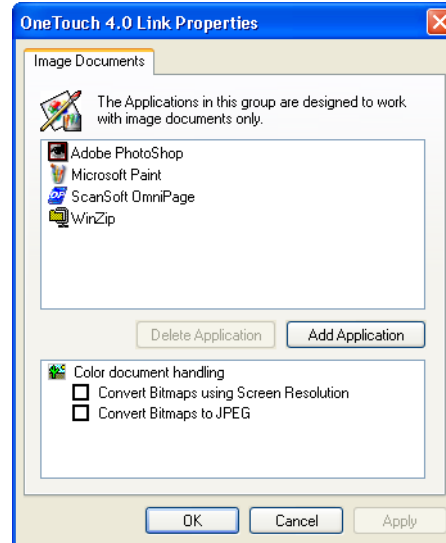 OneTouch 4.0 Link Properties
Image Documents
The Applications in this group are designed to work
with image documents only.
Adobe PhotoShop
Microsoft Paint
ScanSoft OmniPage
WinZip
Delete Application
Add Application
Color document handling
Convert Bitmaps using Screen Resolution
Convert Bitmaps to JPEG
OK
Cancel
Apply